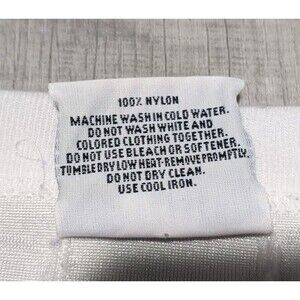 100% NYLON
MACHINE WASH IN COLD WATER.
DO NOT WASH WHITE AND
COLORED CLOTHING TOGETHER.
DO NOT USE BLEACH OR SOFTENER.
TUMBLE DRY LOW HEAT-REMOVE PROMPTLY.
DO NOT DRY CLEAN.
USE COOL IRON.